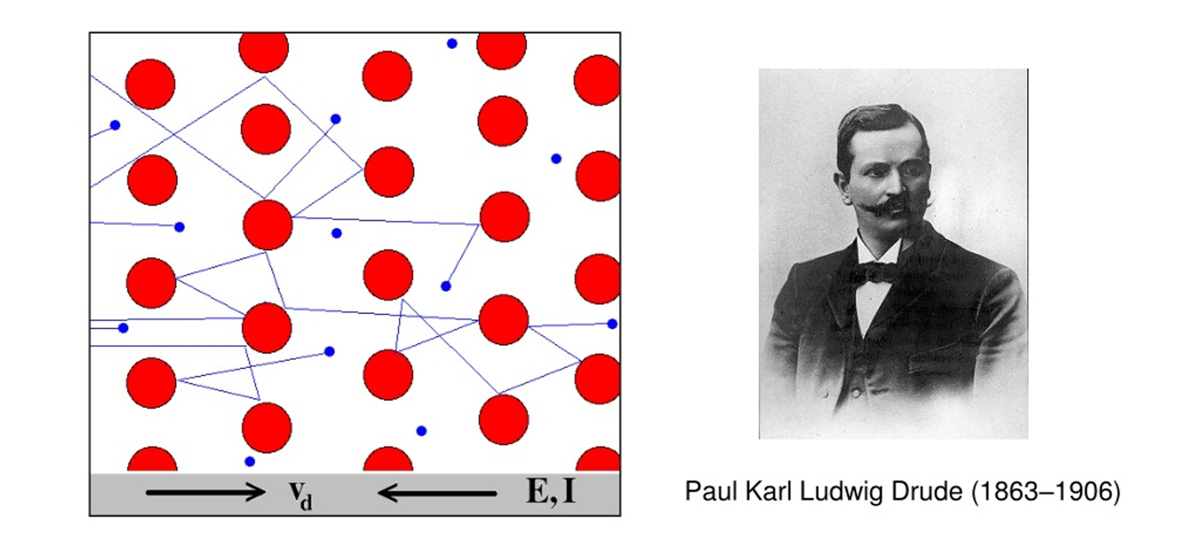 v_d
E, I
Paul Karl Ludwig Drude (1863–1906)